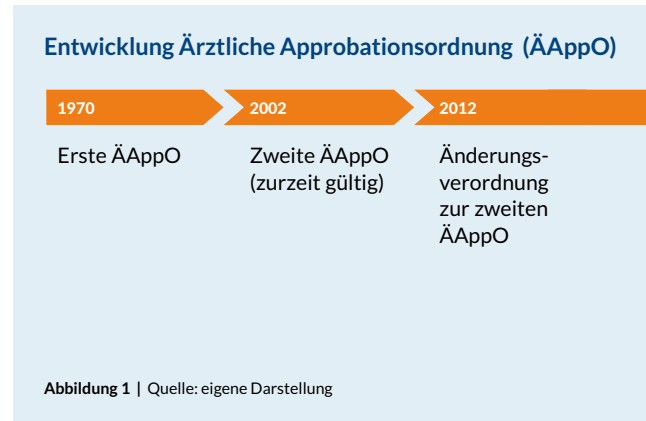 Entwicklung Ärztliche Approbationsordnung (ÄAppO)
1970
2002
2012
Erste ÄAppO
Zweite ÄAppO
(zurzeit gültig)
Änderungs-
verordnung
zur zweiten
ÄAppO
Abbildung 1 | Quelle: eigene Darstellung